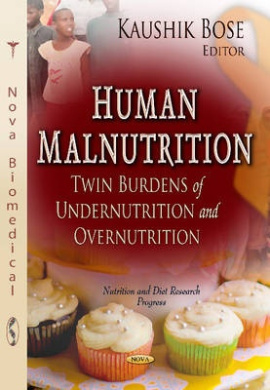 KAUSHIK BOSE
EDITOR
Nova Biomedical
HUMAN
MALNUTRITION
TWIN BURDENS of
UNDERNUTRITION and
OVERNUTRITION
Nutrition and Diet Research
Progress
NOVA